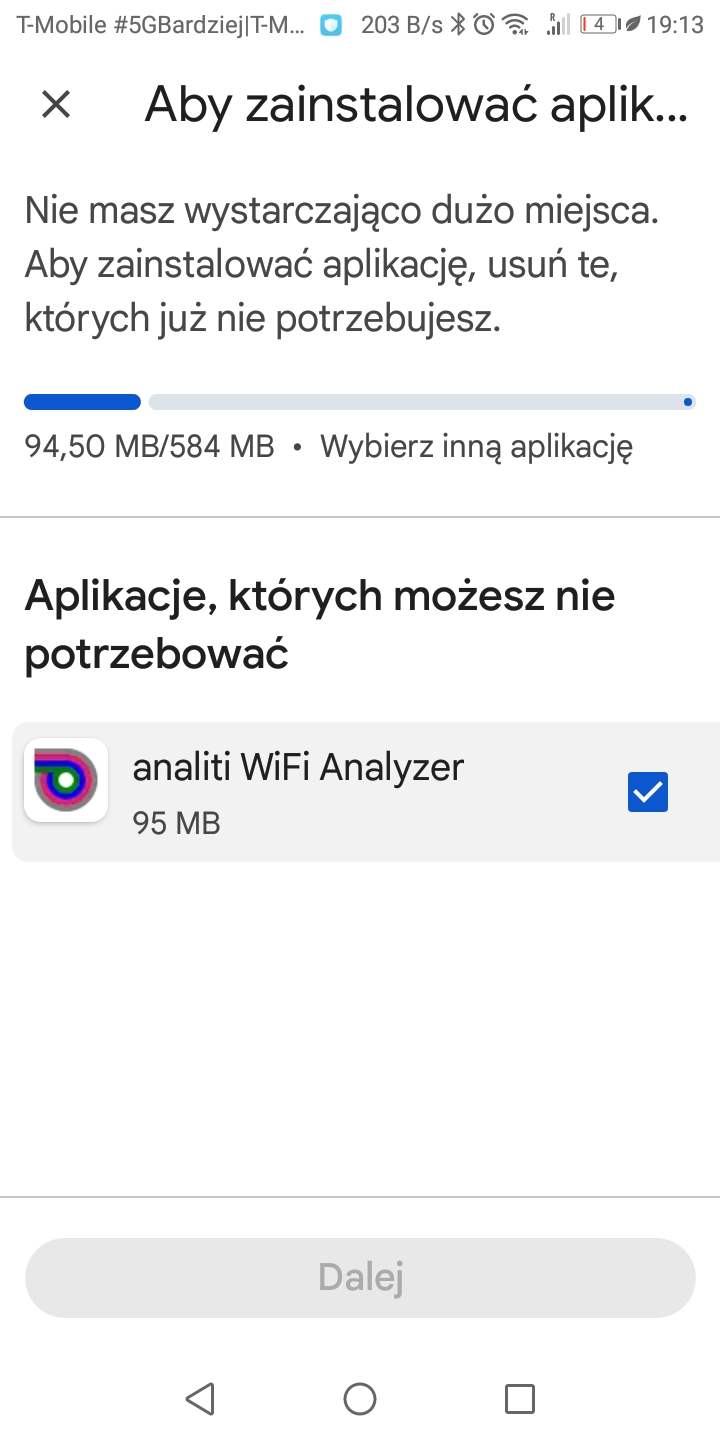 T-Mobile #5GBardziej|T-M... 203 B/s R 4 19:13
Aby zainstalować aplik...
Nie masz wystarczająco dużo miejsca.
Aby zainstalować aplikację, usuń te,
których już nie potrzebujesz.
94,50 MB/584 MB • Wybierz inną aplikację
Aplikacje, których możesz nie
potrzebować
analiti WiFi Analyzer
95 MB
Dalej